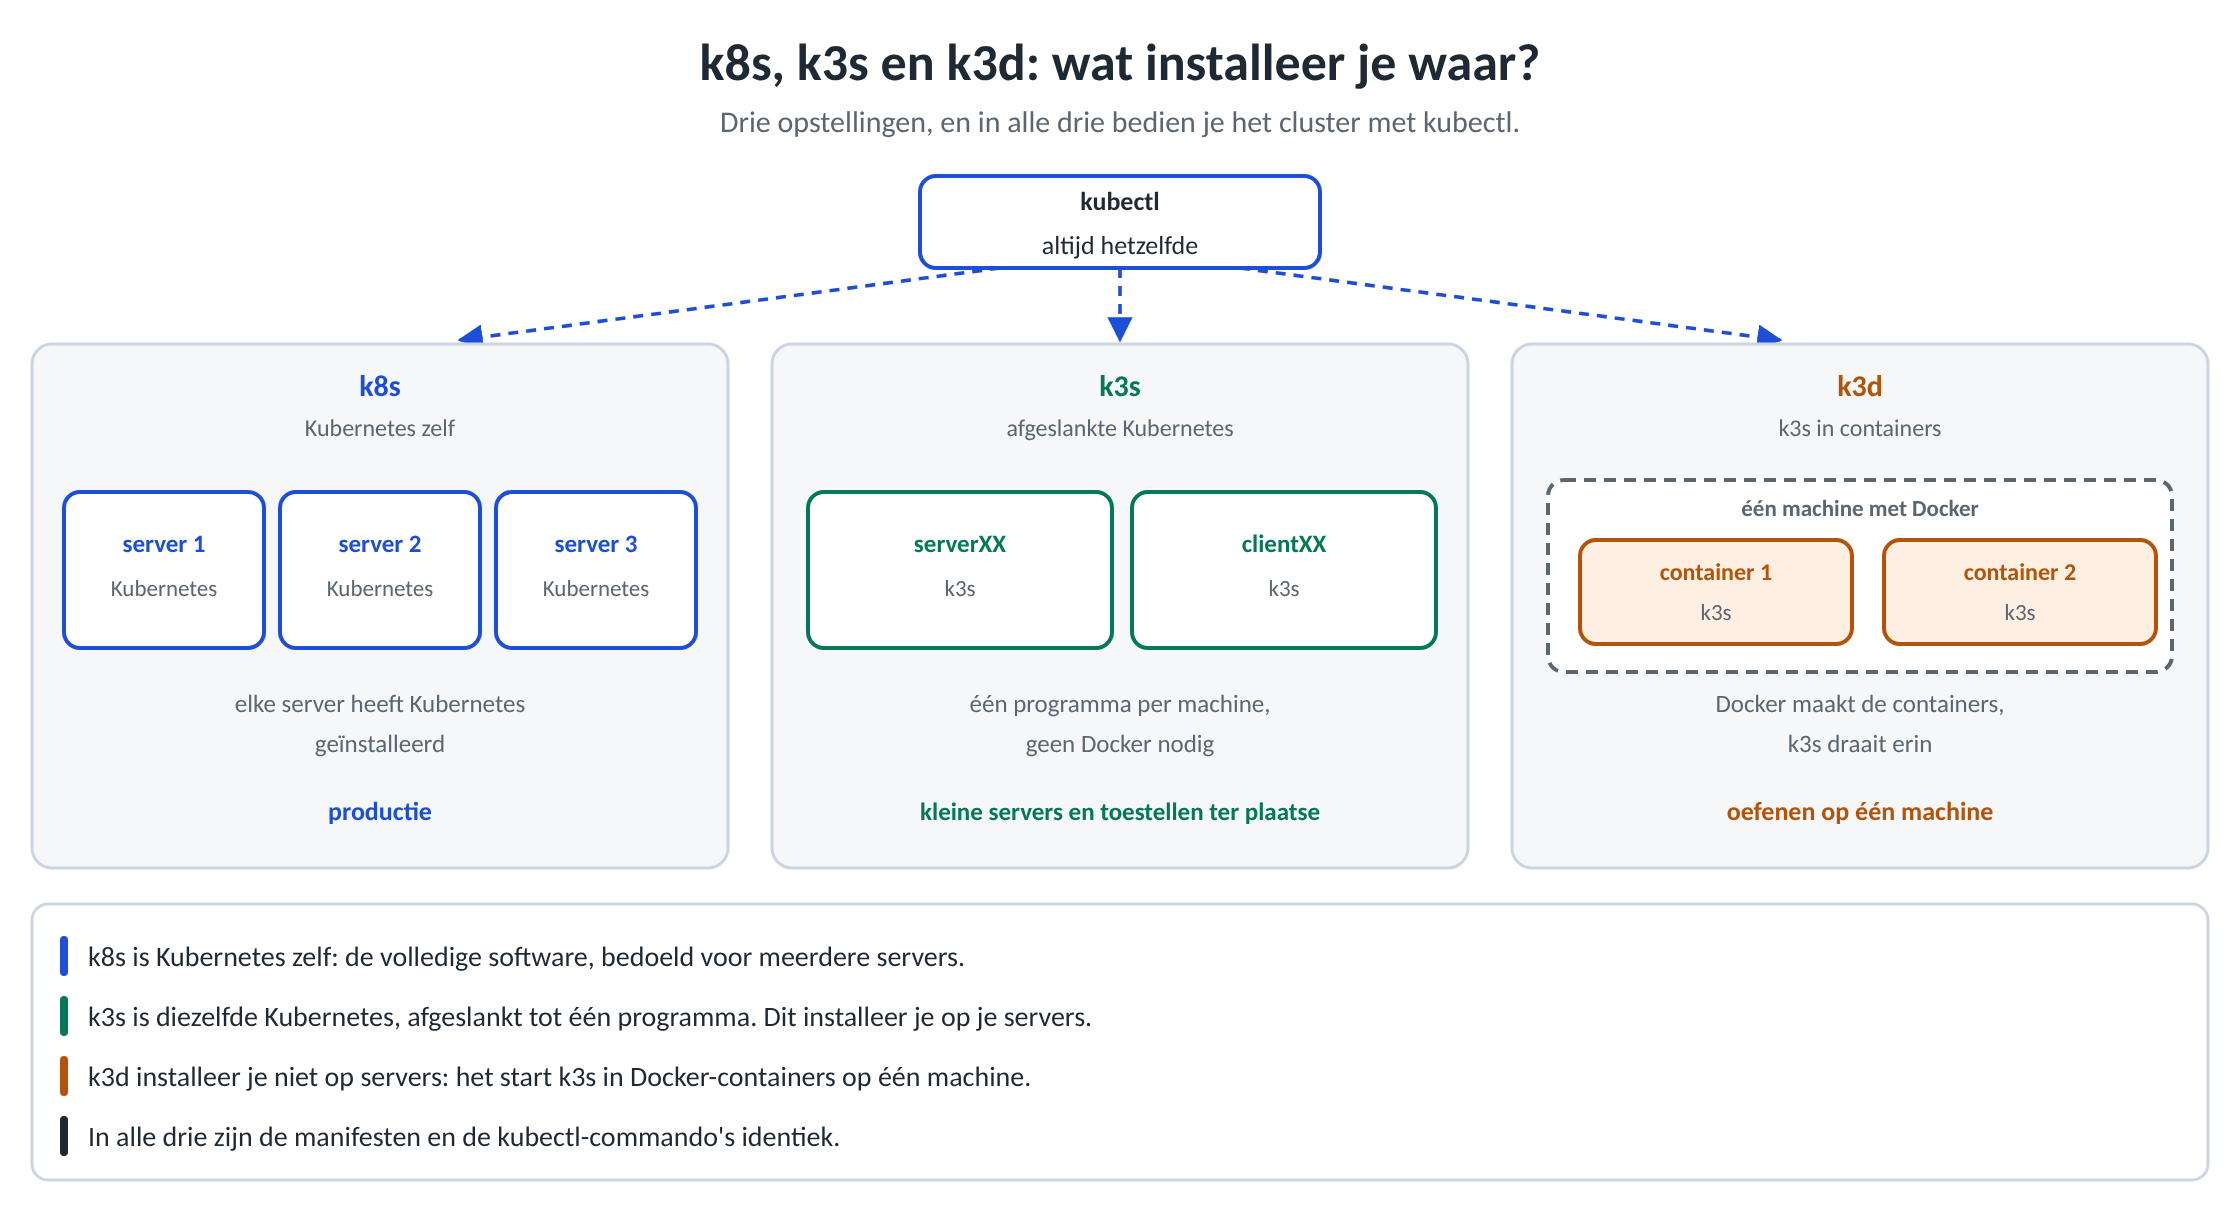 k8s, k3s en k3d: wat installeer je waar?
Drie opstellingen, en in alle drie bedien je het cluster met kubectl.
kubectl
altijd hetzelfde
k8s
Kubernetes zelf
server 1
Kubernetes
server 2
Kubernetes
server 3
Kubernetes
elke server heeft Kubernetes
geïnstalleerd
productie
k3s
afgeslankte Kubernetes
serverXX
k3s
clientXX
k3s
één programma per machine,
geen Docker nodig
kleine servers en toestellen ter plaatse
k3d
k3s in containers
één machine met Docker
container 1
k3s
container 2
k3s
Docker maakt de containers,
k3s draait erin
oefenen op één machine
k8s is Kubernetes zelf: de volledige software, bedoeld voor meerdere servers.
k3s is diezelfde Kubernetes, afgeslankt tot één programma. Dit installeer je op je servers.
k3d installeer je niet op servers: het start k3s in Docker-containers op één machine.
In alle drie zijn de manifesten en de kubectl-commando's identiek.